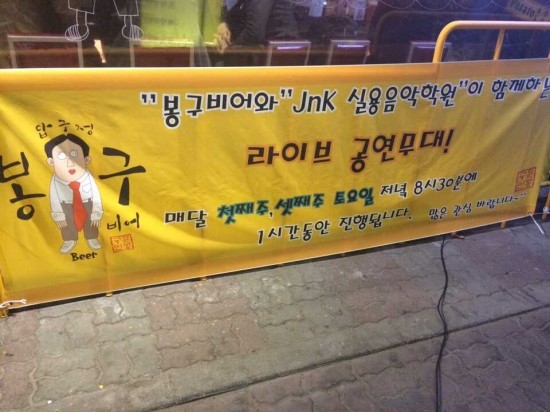 "봉구비어와 "JnK 실용음악학원"이 함께하는
라이브 공연무대!
매달 첫째주, 셋째주 토요일 저녁 8시30분에
1시간동안 진행됩니다. 많은 관심 바랍니다~^^
압구정
봉구
비어
Beer